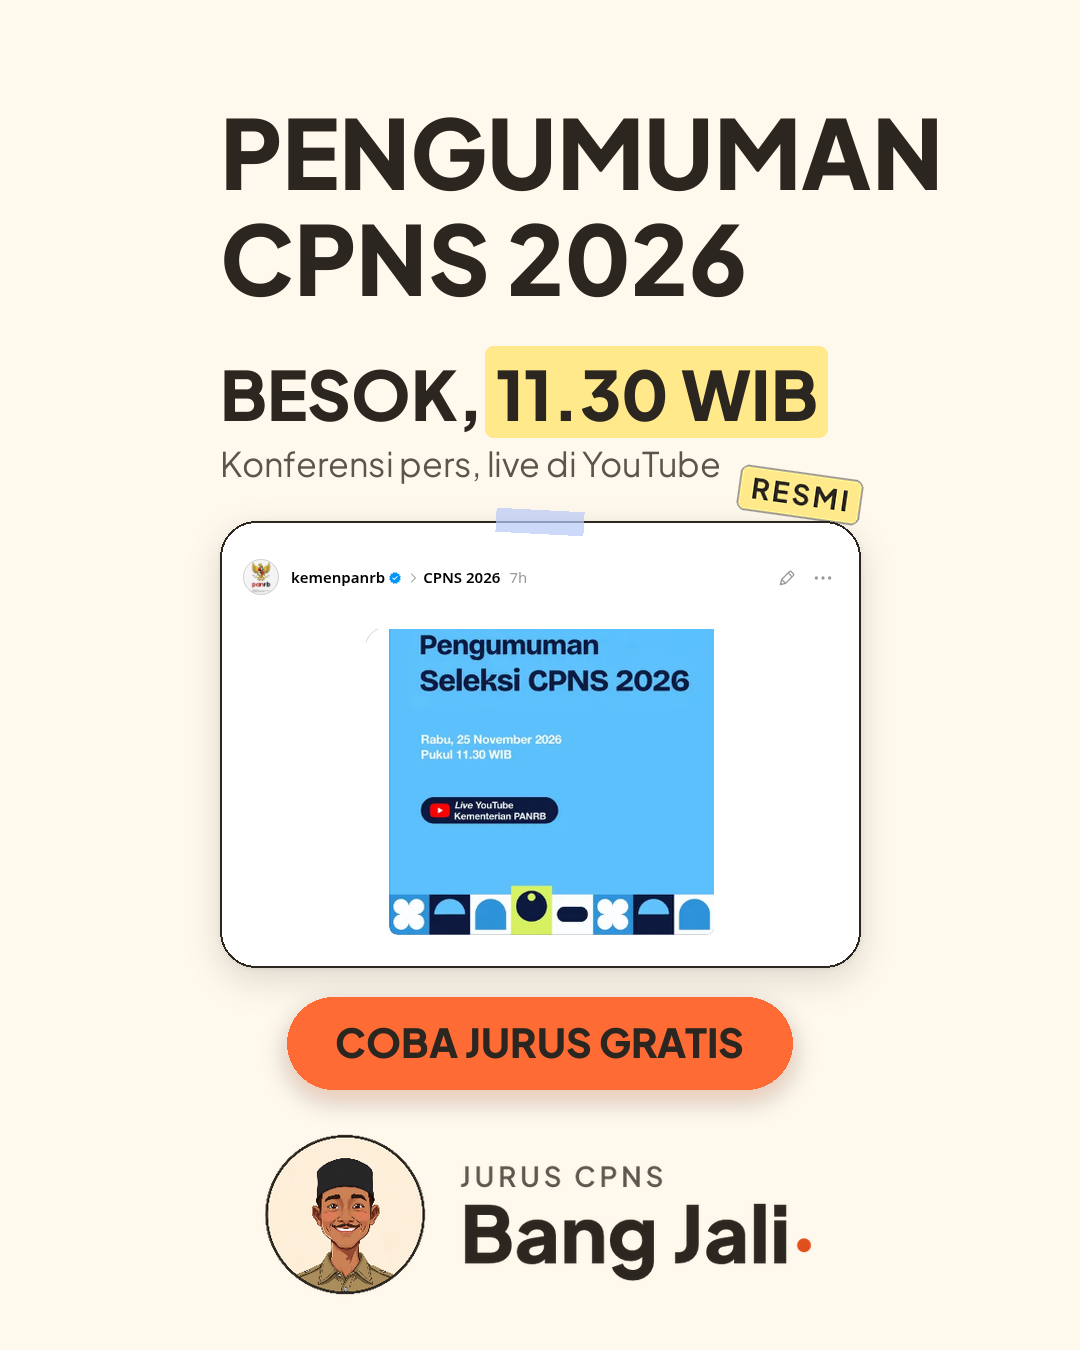 PENGUMUMAN
CPNS 2026
BESOK, 11.30 WIB
Konferensi pers, live di YouTube
RESMI
panrb
kemenpanrb > CPNS 2026 7h
Pengumuman
Seleksi CPNS 2026
Rabu, 25 November 2026
Pukul 11.30 WIB
Live YouTube
Kementerian PANRB
COBA JURUS GRATIS
JURUS CPNS
Bang Jali